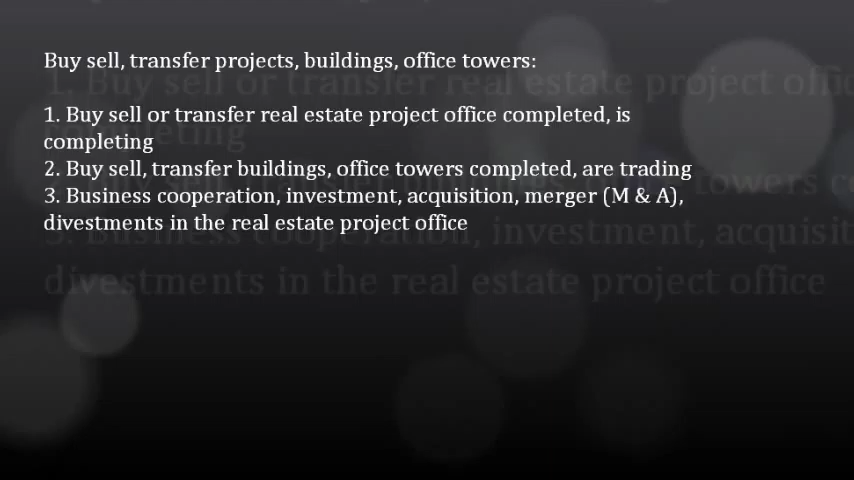 Buy sell, transfer projects, buildings, office towers:
1. Buy sell or transfer real estate project office completed, is
completing
2. Buy sell, transfer buildings, office towers completed, are trading
3. Business cooperation, investment, acquisition, merger (M & A),
divestments in the real estate project office